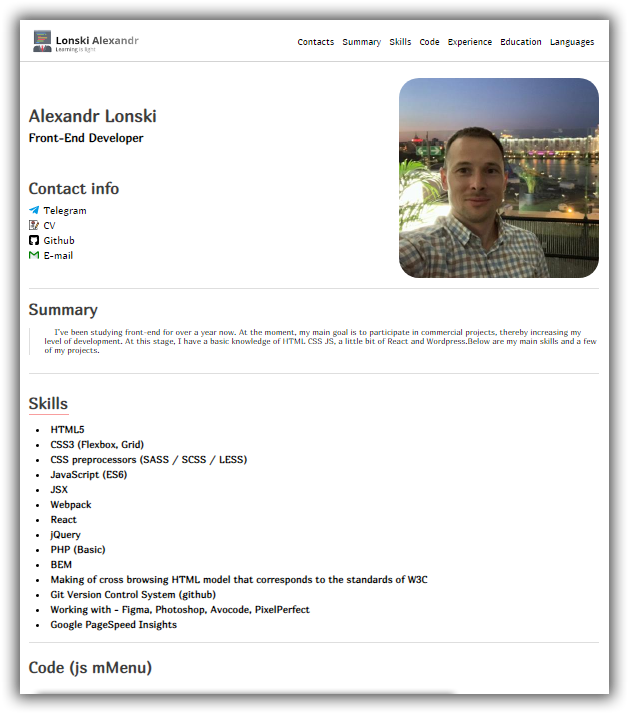 Lonski Alexandr
Learning is light
Contacts Summary Skills Code Experience Education Languages
Alexandr Lonski
Front-End Developer
Contact info
Telegram
CV
Github
E-mail
Summary
I've been studying front-end for over a year now. At the moment, my main goal is to participate in commercial projects, thereby increasing my
level of development. At this stage, I have a basic knowledge of HTML CSS JS, a little bit of React and Wordpress.Below are my main skills and a few
of my projects.
Skills
HTML5
CSS3 (Flexbox, Grid)
CSS preprocessors (SASS / SCSS / LESS)
JavaScript (ES6)
JSX
Webpack
React
jQuery
PHP (Basic)
BEM
Making of cross browsing HTML model that corresponds to the standards of W3C
Git Version Control System (github)
Working with - Figma, Photoshop, Avocode, PixelPerfect
Google PageSpeed Insights
Code (js mMenu)